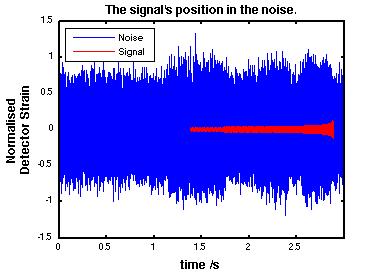 The signal's position in the noise.
1.5
Noise
Signal
1
0.5
0
-0.5
-1
-1.5
Normalised
Detector Strain
0 0.5 1 1.5 2 2.5
time /s